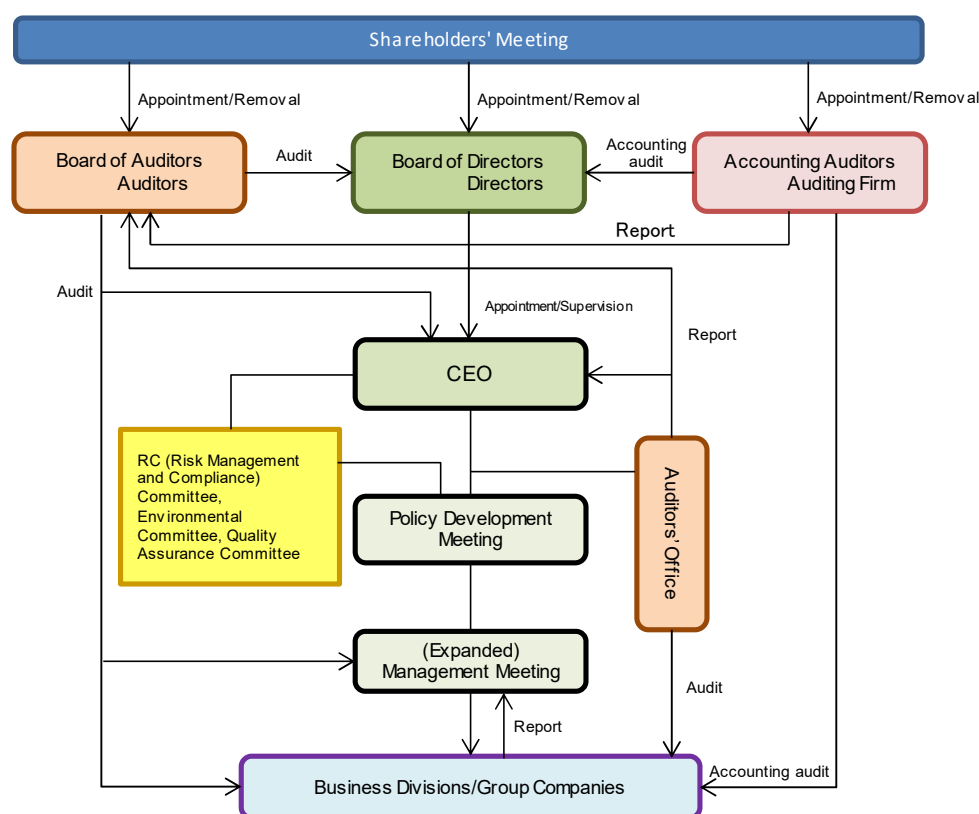 Shareholders' Meeting
Appointment/Removal
Appointment/Removal
Appointment/Removal
Board of Auditors
Auditors
Audit
Board of Directors
Directors
Accounting
audit
Accounting Auditors
Auditing Firm
Report
Audit
Appointment/Supervision
Report
CEO
RC (Risk Management
and Compliance)
Committee,
Environmental
Committee, Quality
Assurance Committee
Policy Development
Meeting
Auditors' Office
(Expanded)
Management Meeting
Audit
Report
Accounting audit
Business Divisions/Group Companies